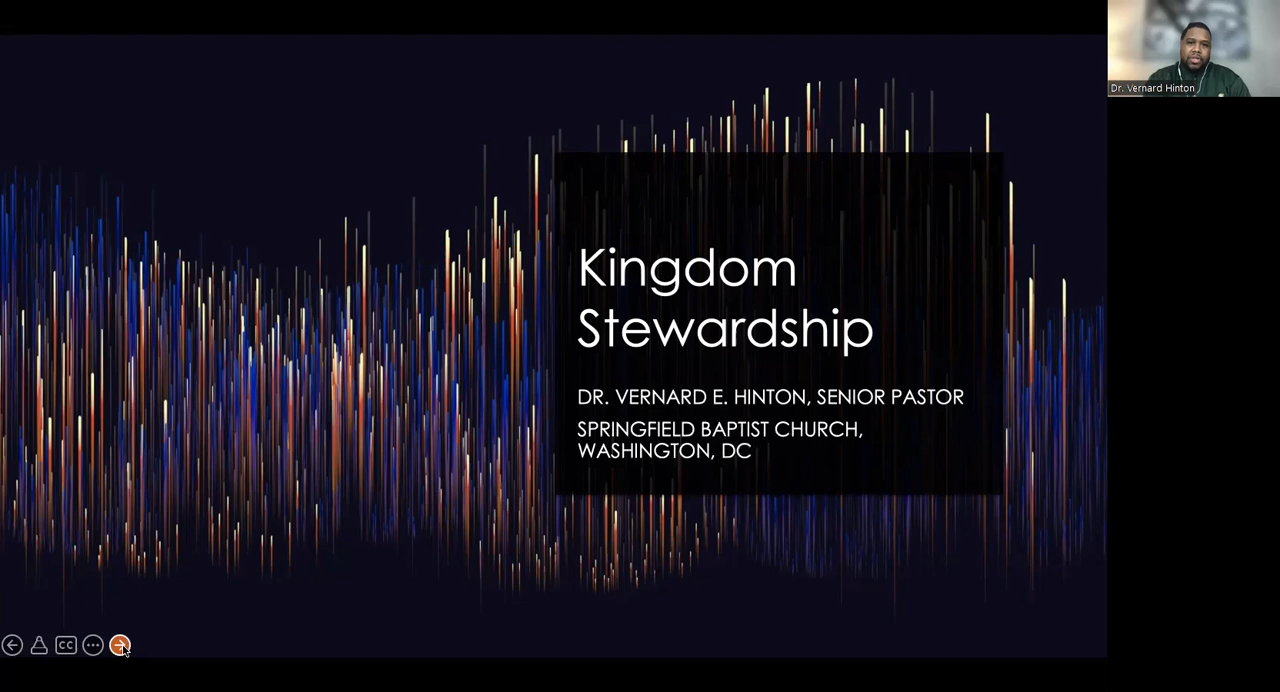 Kingdom
Stewardship
DR. VERNARD E. HINTON, SENIOR PASTOR
SPRINGFIELD BAPTIST CHURCH,
WASHINGTON, DC
Dr. Vernard Hinton
CC